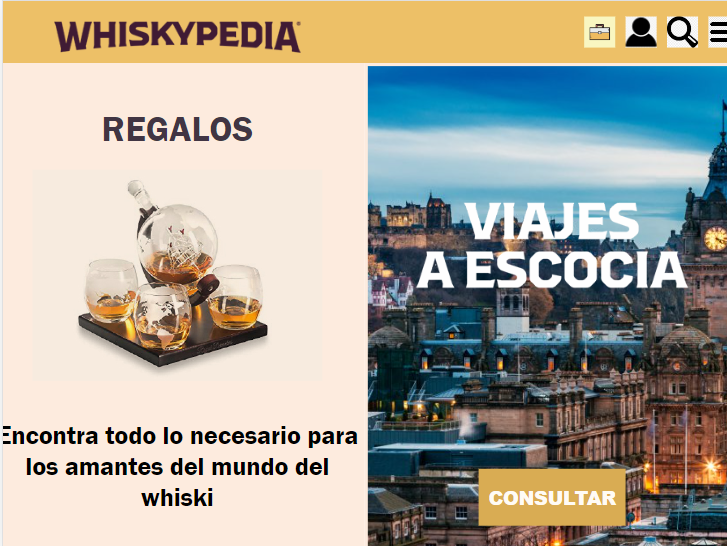 WHISKYPEDIA
REGALOS
VIAJES
A ESCOCIA
Encontra todo lo necesario para
los amantes del mundo del
whiski
CONSULTAR